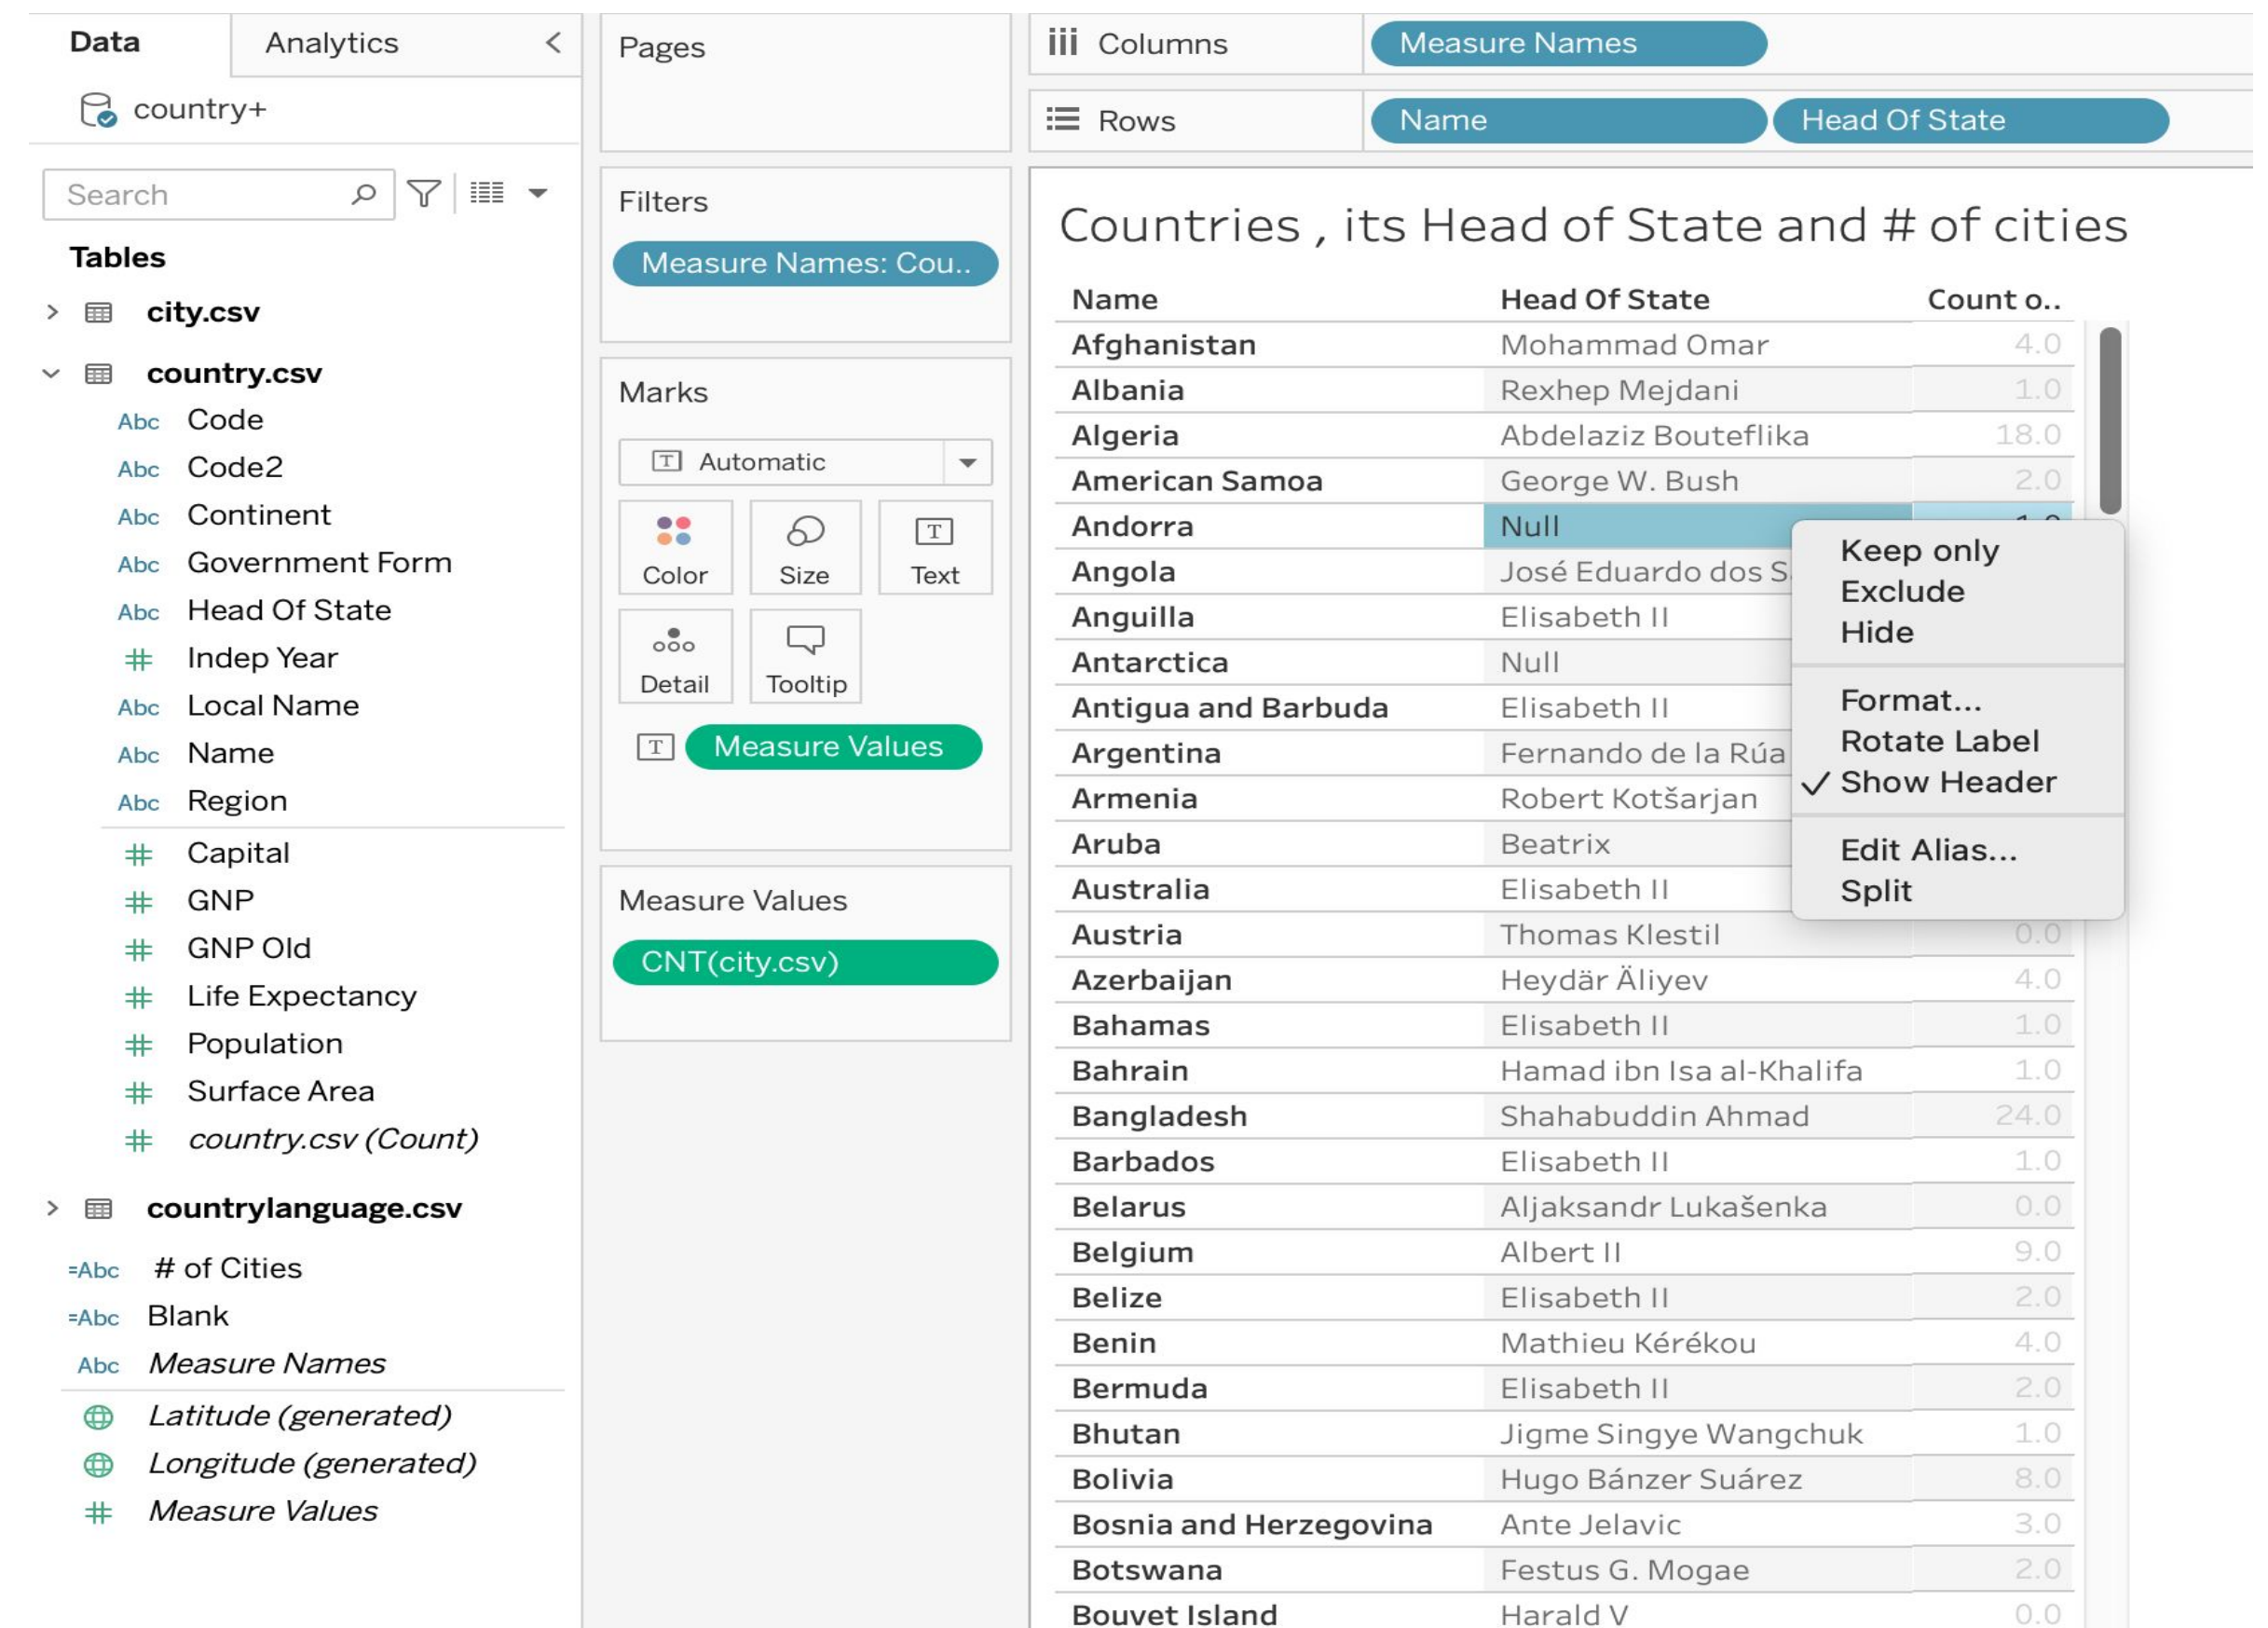 Data
Analytics
country+
Search
Tables
city.csv
country.csv
Abc Code
Abc Code2
Abc Continent
Abc Government Form
Abc Head Of State
# Indep Year
Abc Local Name
Abc Name
Abc Region
# Capital
# GNP
# GNP Old
# Life Expectancy
# Population
# Surface Area
# country.csv (Count)
countrylanguage.csv
=Abc # of Cities
=Abc Blank
Abc Measure Names
Latitude (generated)
Longitude (generated)
# Measure Values
Pages
Filters
Measure Names: Cou..
Marks
T Automatic
Color
Size
T Text
Detail
Tooltip
T Measure Values
Measure Values
CNT(city.csv)
iii Columns Measure Names
Rows Name Head Of State
Countries , its Head of State and # of cities
Name Head Of State Count o..
Afghanistan Mohammad Omar 4.0
Albania Rexhep Mejdani 1.0
Algeria Abdelaziz Bouteflika 18.0
American Samoa George W. Bush 2.0
Andorra Null
Angola José Eduardo dos
Anguilla Elisabeth II
Antarctica Null
Antigua and Barbuda Elisabeth II
Argentina Fernando de la Rúa
Armenia Robert Kotšarjan
Aruba Beatrix
Australia Elisabeth II
Austria Thomas Klestil 0.0
Azerbaijan Heydär Äliyev 4.0
Bahamas Elisabeth II 1.0
Bahrain Hamad ibn Isa al-Khalifa 1.0
Bangladesh Shahabuddin Ahmad 24.0
Barbados Elisabeth II 1.0
Belarus Aljaksandr Lukašenka 0.0
Belgium Albert II 9.0
Belize Elisabeth II 2.0
Benin Mathieu Kérékou 4.0
Bermuda Elisabeth II 2.0
Bhutan Jigme Singye Wangchuk 1.0
Bolivia Hugo Bánzer Suárez 8.0
Bosnia and Herzegovina Ante Jelavic 3.0
Botswana Festus G. Mogae 2.0
Bouvet Island Harald V 0.0
Keep only
Exclude
Hide
Format...
Rotate Label
✓ Show Header
Edit Alias...
Split